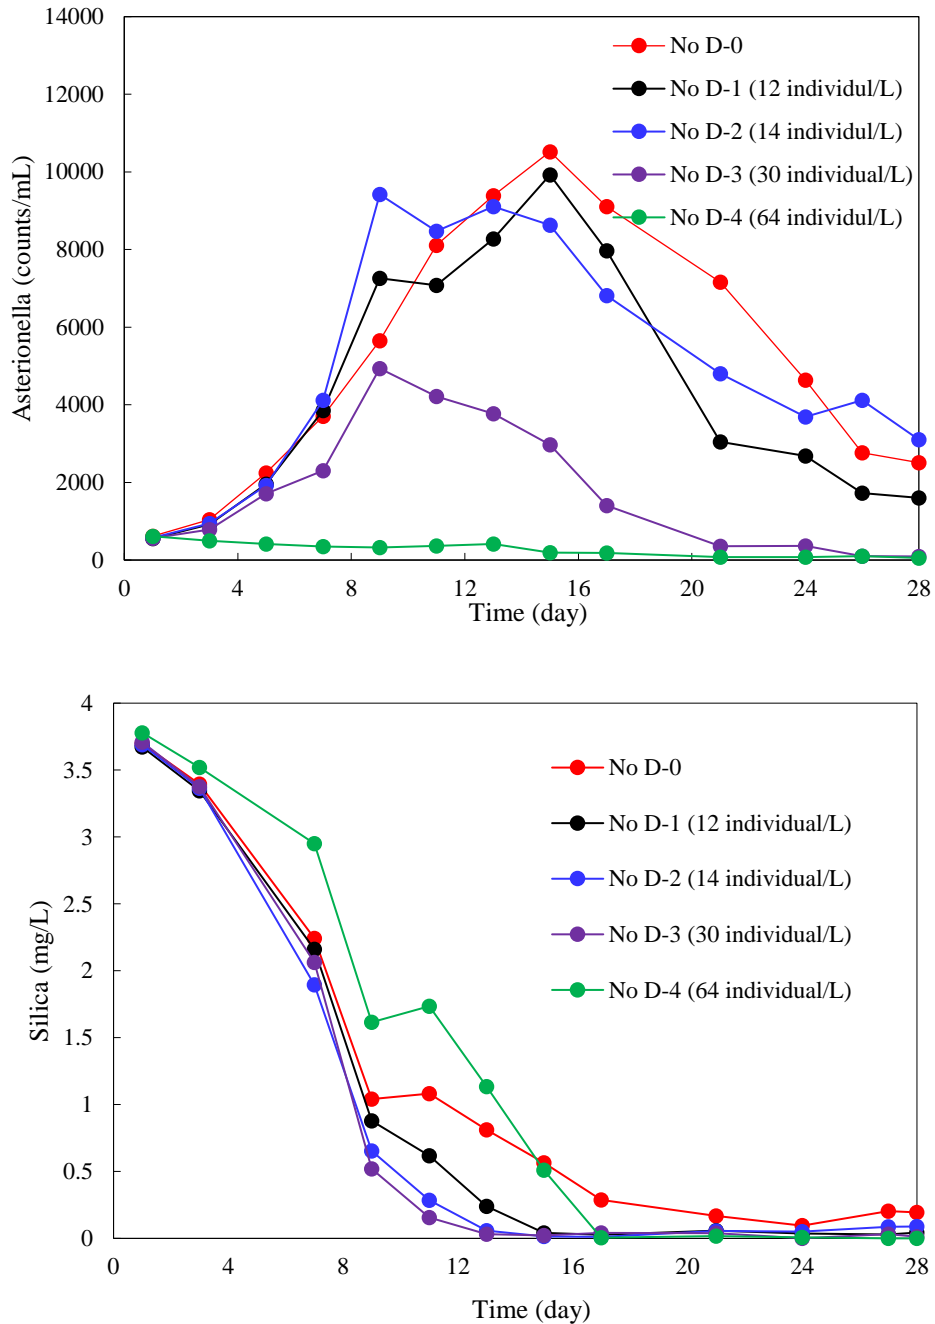 14000
12000
10000
8000
6000
4000
2000
0
Asterionella (counts/mL)
No D-0
No D-1 (12 individul/L)
No D-2 (14 individul/L)
No D-3 (30 individual/L)
No D-4 (64 individul/L)
0 4 8 12 16 20 24 28
Time (day)
4
3.5
3
2.5
2
1.5
1
0.5
0
Silica (mg/L)
No D-0
No D-1 (12 individual/L)
No D-2 (14 individual/L)
No D-3 (30 individual/L)
No D-4 (64 individual/L)
0 4 8 12 16 20 24 28
Time (day)